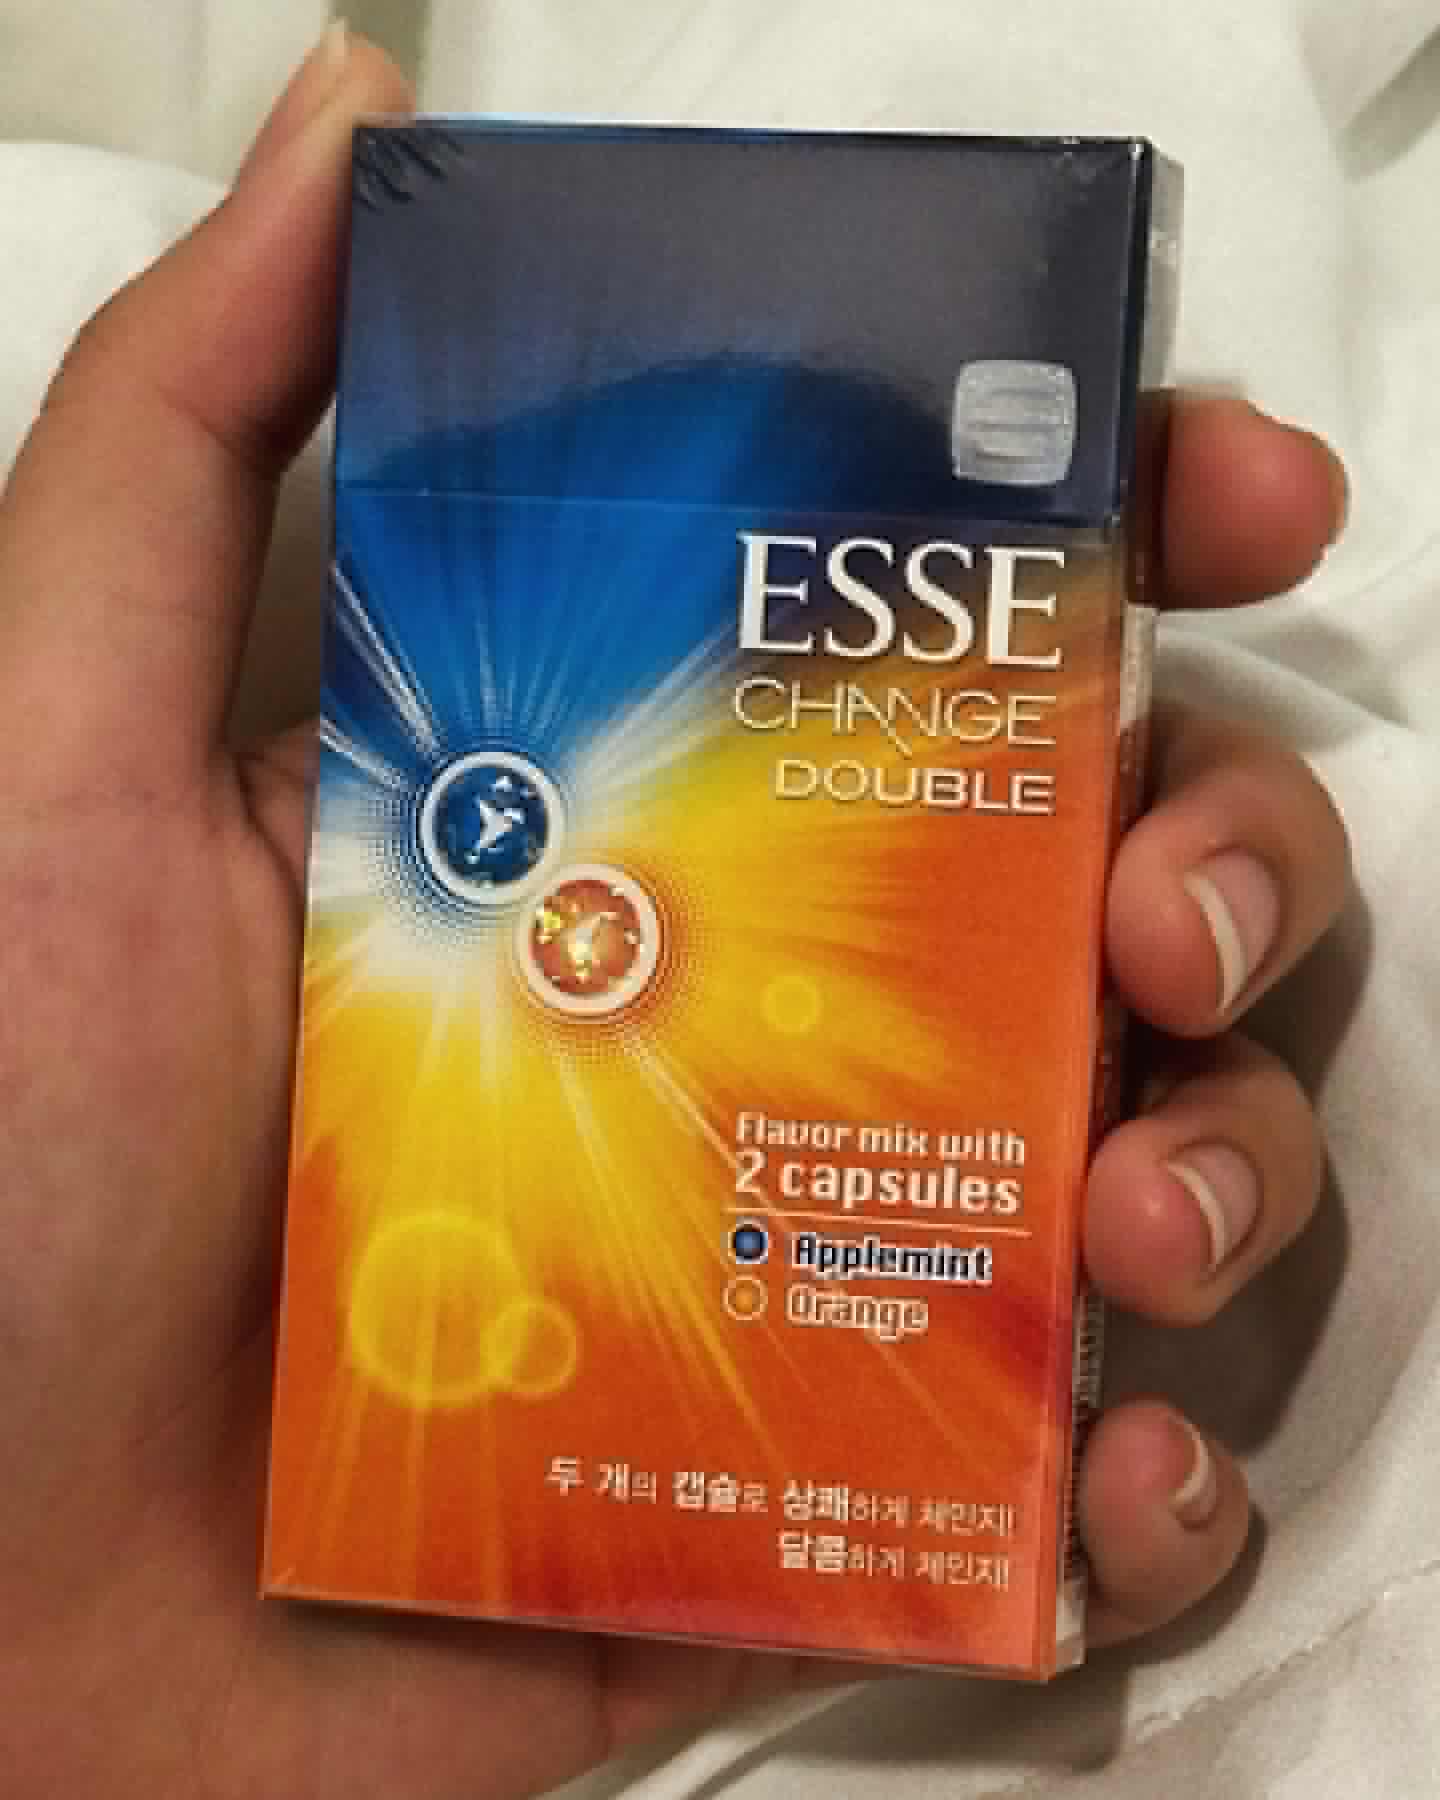 ESSE
CHANGE
DOUBLE
Flavor mix with
2 capsules
Applemint
Orange
두 개의 캡슐로 상쾌하게 체인지!
달콤하게 체인지!